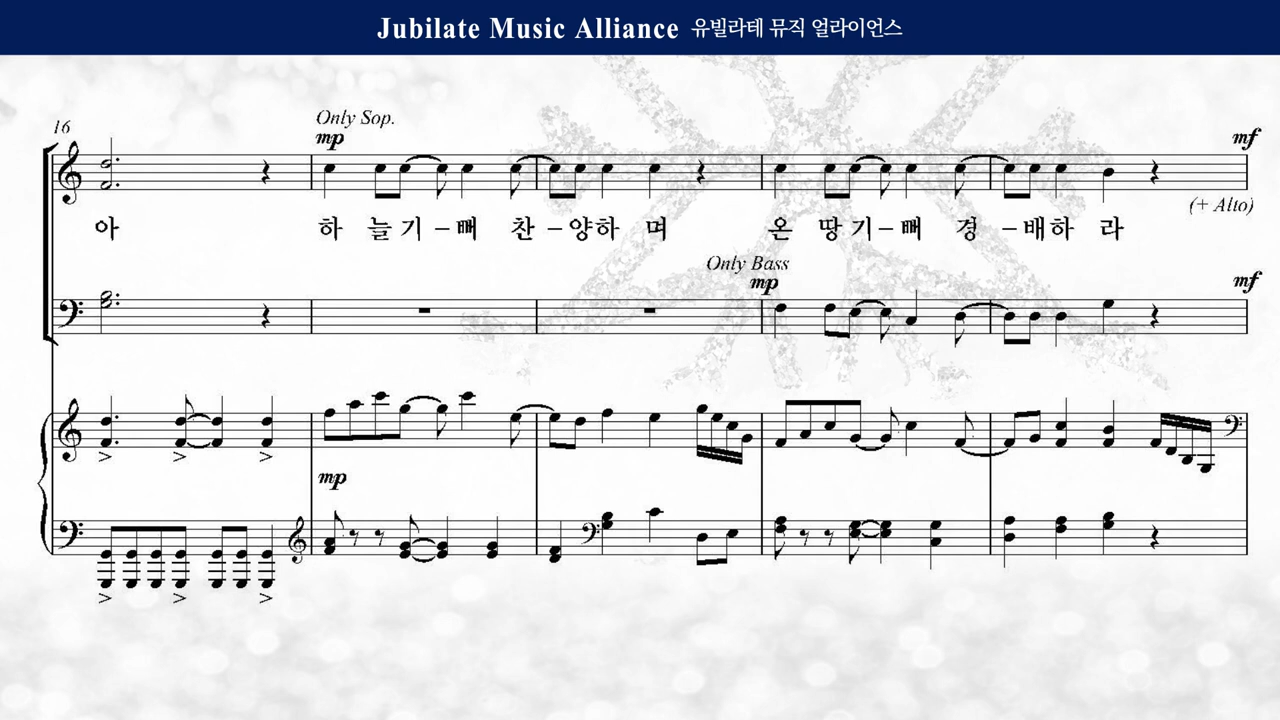 Jubilate Music Alliance 유빌라테 뮤직 얼라이언스
16
Only Sop.
mp
mf
(+ Alto)
아 하 늘 기 – 뻐 찬 – 양하 며 온 땅 기 – 뻐 경 – 배하 라
Only Bass
mp
mf
mp